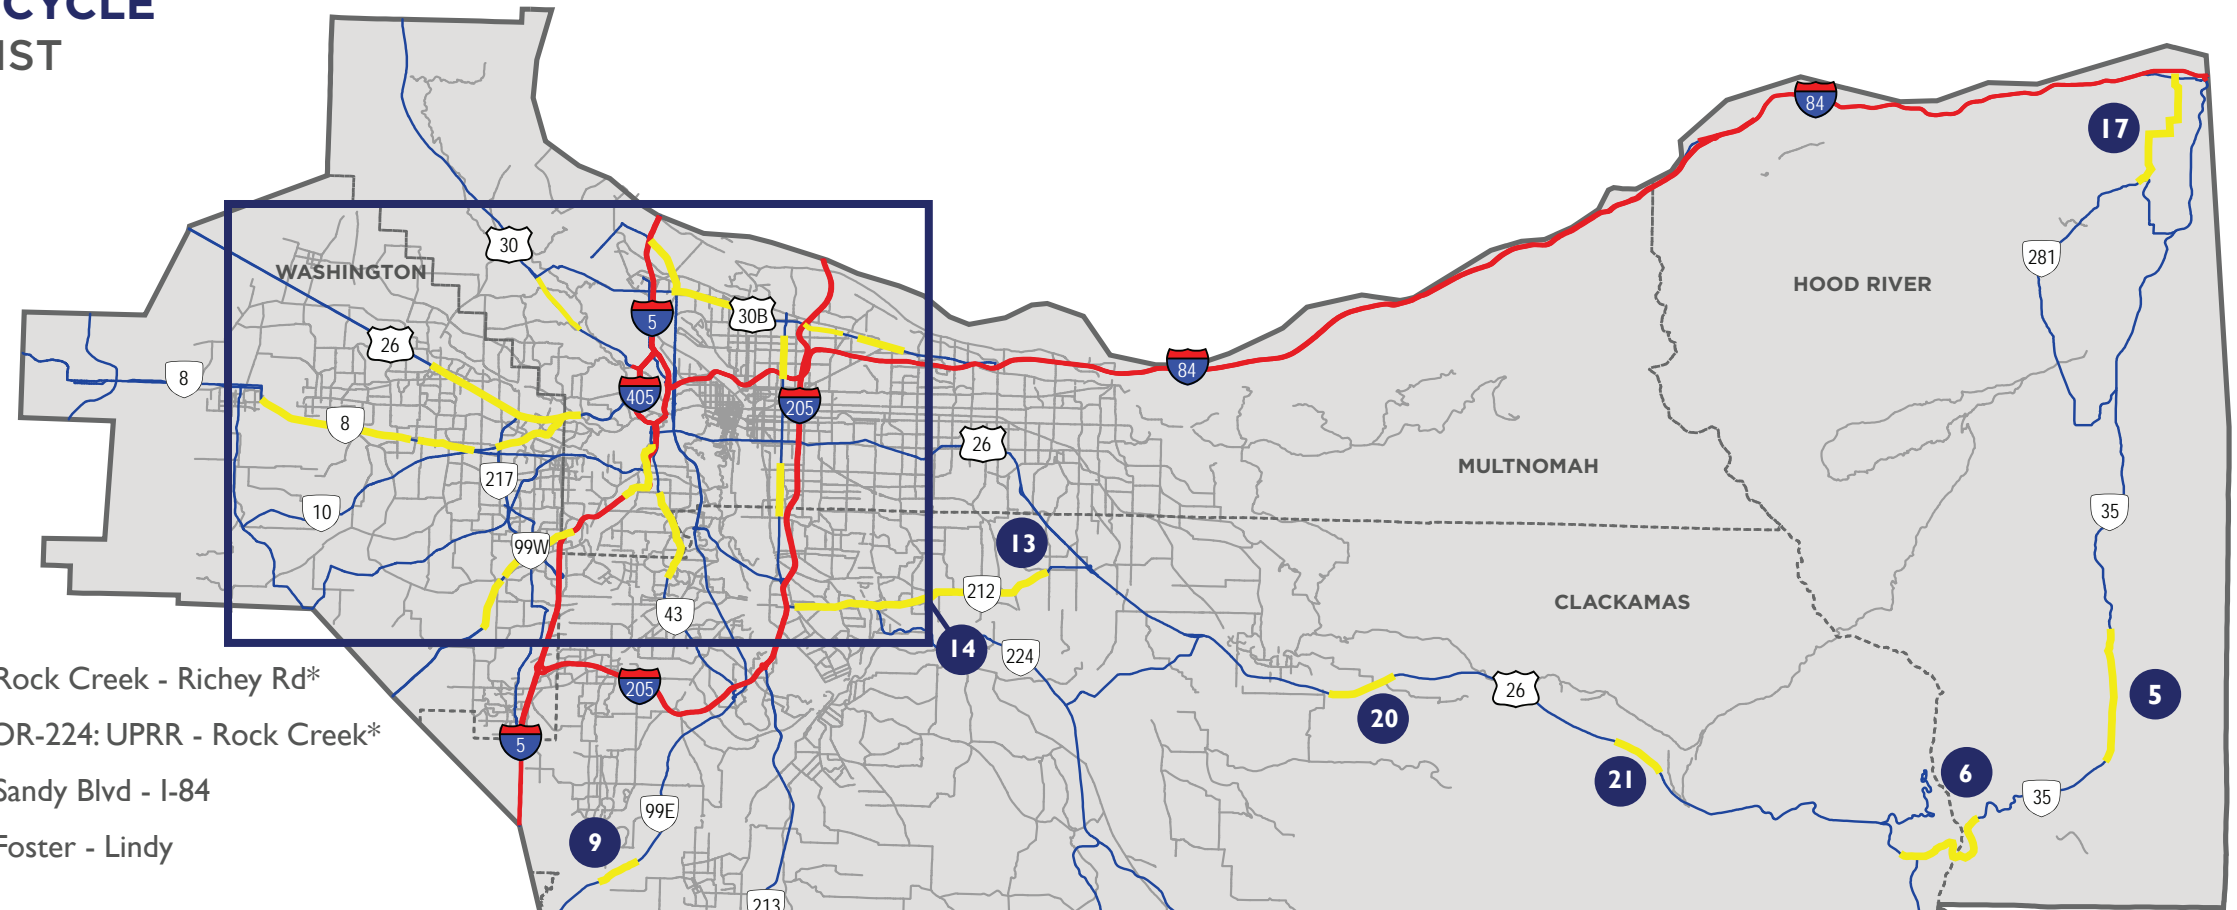 CYCLE
IST
WASHINGTON
HOOD RIVER
MULTNOMAH
CLACKAMAS
30
26
8
8
217
10
99W
5
405
30B
205
43
84
84
26
212
224
281
35
35
26
205
5
99E
213
17
13
14
20
21
5
6
9
Rock Creek - Richey Rd*
OR-224: UPRR - Rock Creek*
Sandy Blvd - I-84
Foster - Lindy